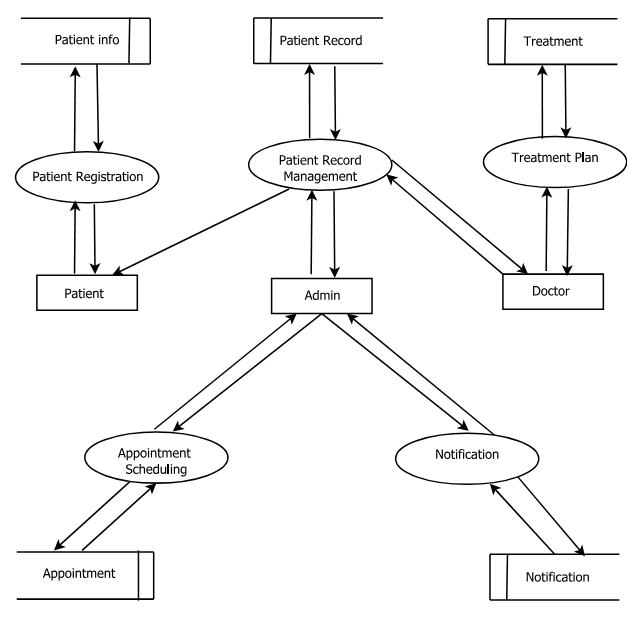 Patient info
Patient Record
Treatment
Patient Registration
Patient Record
Management
Treatment Plan
Patient
Admin
Doctor
Appointment
Scheduling
Notification
Appointment
Notification